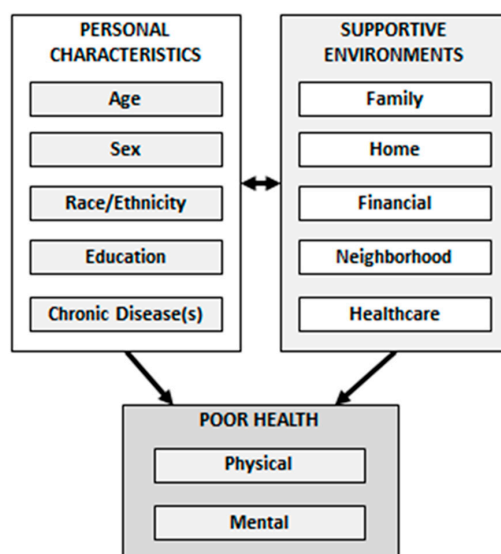 PERSONAL
CHARACTERISTICS
Age
Sex
Race/Ethnicity
Education
Chronic Disease(s)
SUPPORTIVE
ENVIRONMENTS
Family
Home
Financial
Neighborhood
Healthcare
POOR HEALTH
Physical
Mental